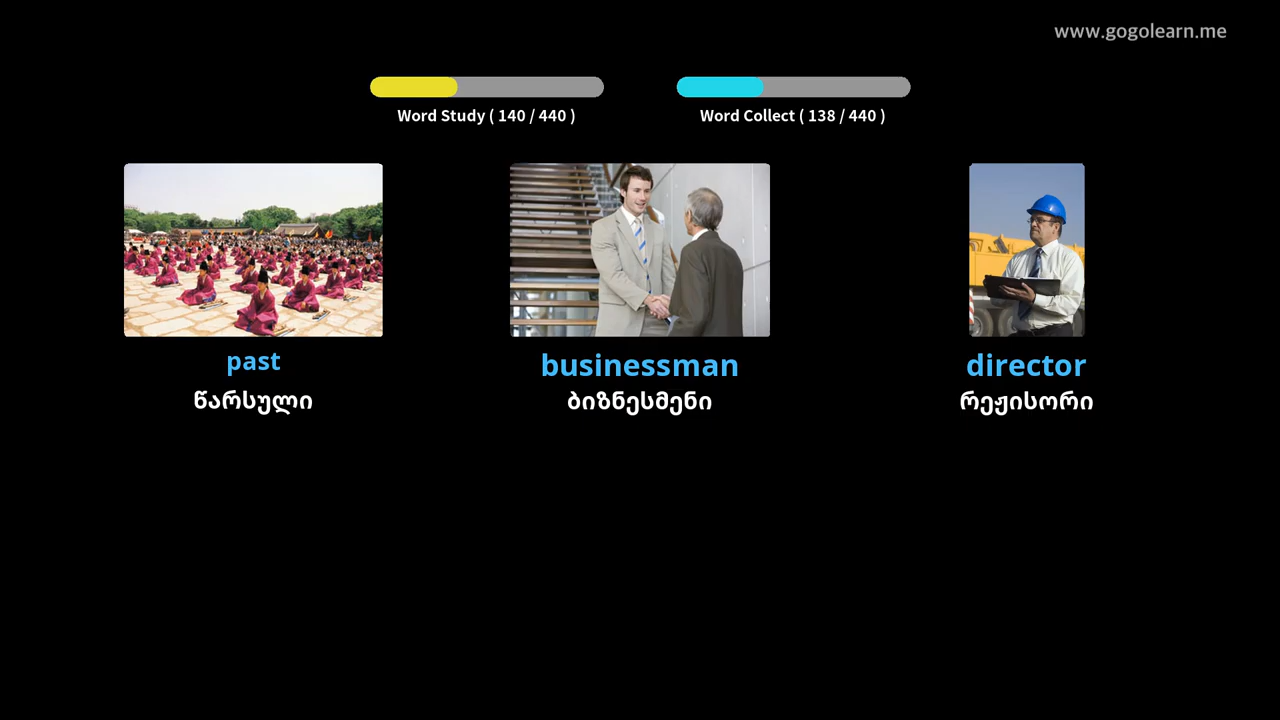 www.gogolearn.me
Word Study ( 140 / 440 )
Word Collect ( 138 / 440 )
past
წარსული
businessman
ბიზნესმენი
director
რეჟისორი